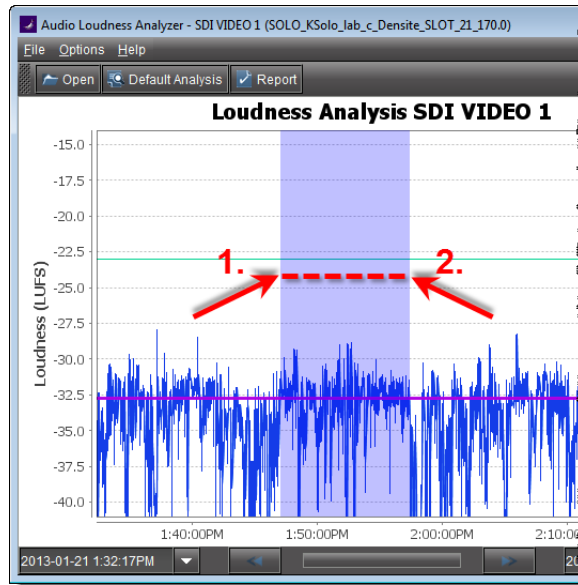 Audio Loudness Analyzer - SDI VIDEO 1 (SOLO_KSolo_lab_c_Densite_SLOT_21_170.0)
File Options Help
Open Default Analysis Report
Loudness Analysis SDI VIDEO 1
-15.0
-17.5
-20.0
-22.5
1. 2.
-25.0
-27.5
-30.0
-32.5
-35.0
-37.5
-40.0
Loudness (LUFS)
1:40:00PM 1:50:00PM 2:00:00PM 2:10:0
2013-01-21 1:32:17PM 20